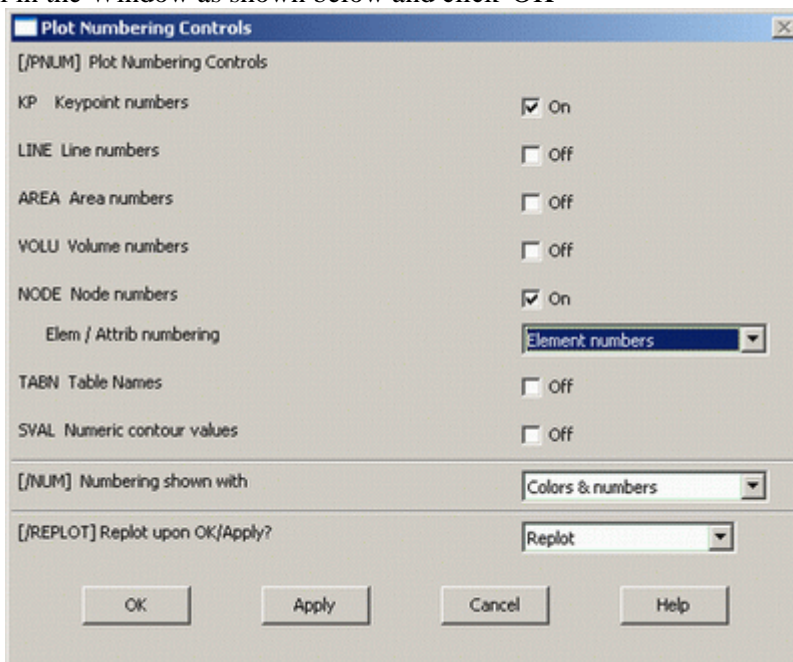 in the Window as shown below and click 'OK'
Plot Numbering Controls
[/PNUM] Plot Numbering Controls
KP Keypoint numbers On
LINE Line numbers Off
AREA Area numbers Off
VOLU Volume numbers Off
NODE Node numbers On
Elem / Attrib numbering Element numbers
TABN Table Names Off
SVAL Numeric contour values Off
[/NUM] Numbering shown with Colors & numbers
[/REPLOT] Replot upon OK/Apply? Replot
OK Apply Cancel Help